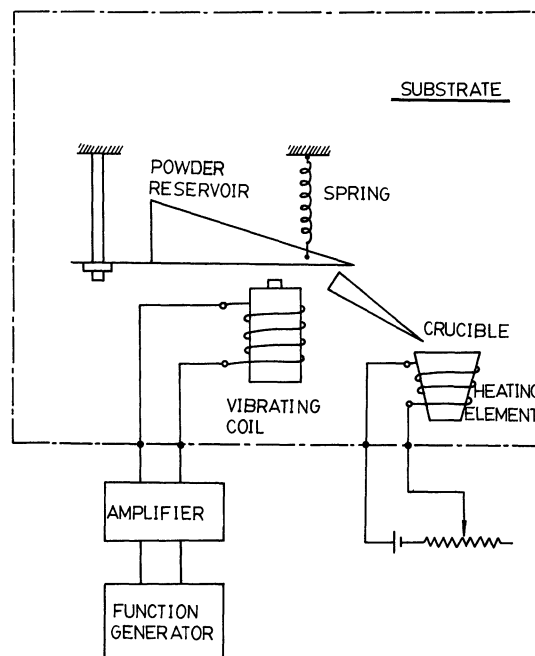 SUBSTRATE
POWDER
RESERVOIR
SPRING
CRUCIBLE
HEATING
ELEMENT
VIBRATING
COIL
AMPLIFIER
FUNCTION
GENERATOR